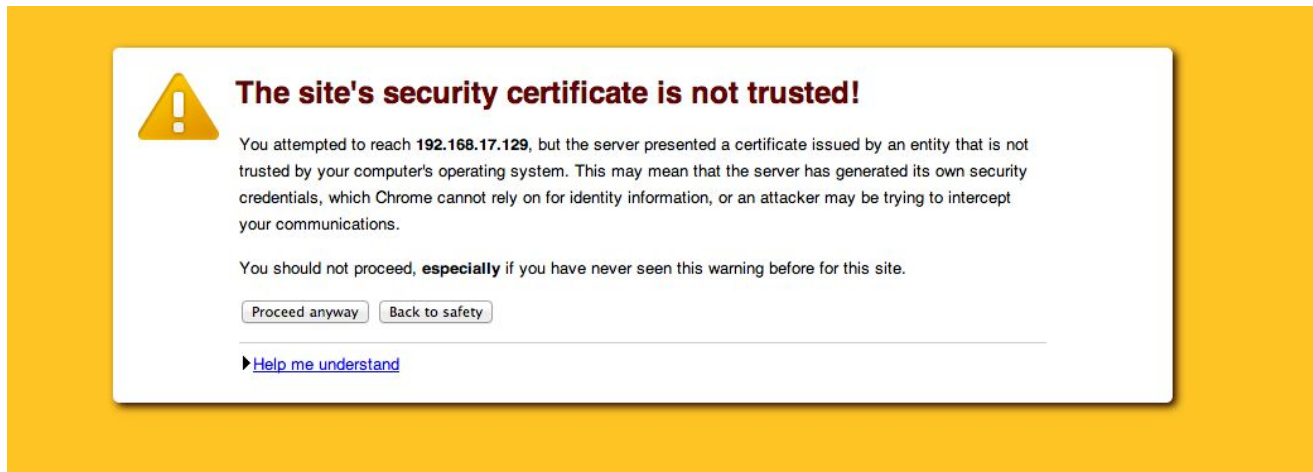 The site's security certificate is not trusted!
You attempted to reach 192.168.17.129, but the server presented a certificate issued by an entity that is not
trusted by your computer's operating system. This may mean that the server has generated its own security
credentials, which Chrome cannot rely on for identity information, or an attacker may be trying to intercept
your communications.
You should not proceed, especially if you have never seen this warning before for this site.
Proceed anyway Back to safety
Help me understand